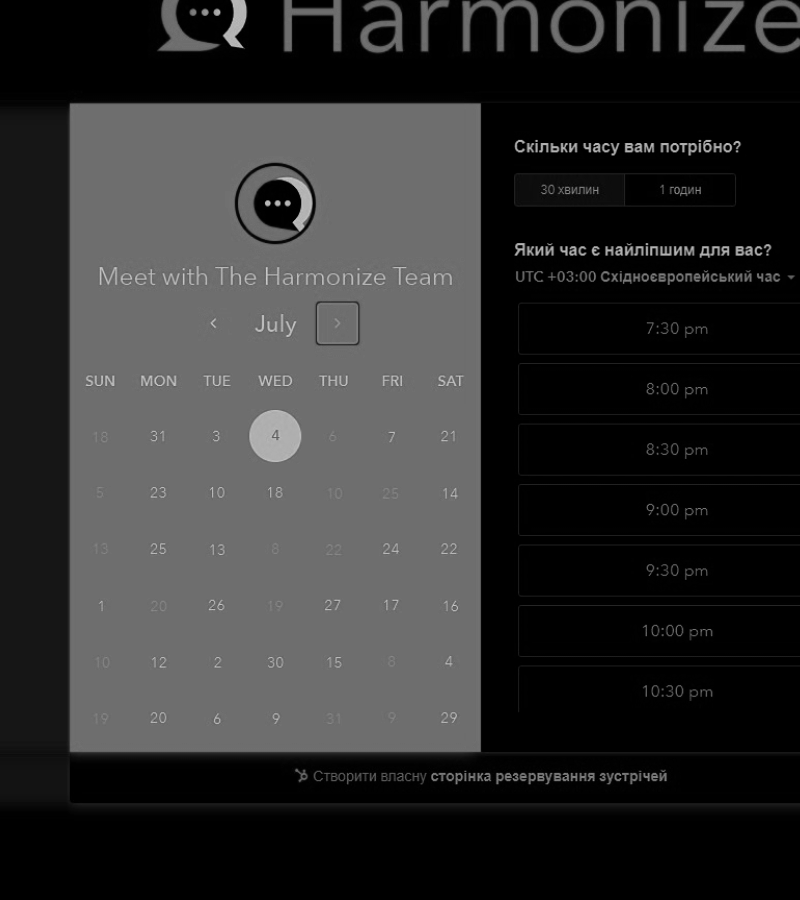 Harmonize
Meet with The Harmonize Team
July
SUN MON TUE WED THU FRI SAT
18 31 3 4 6 7 21
5 23 10 18 10 25 14
13 25 13 8 22 24 22
1 20 26 19 27 17 16
10 12 2 30 15 8 4
19 20 6 9 31 9 29
Скільки часу вам потрібно?
30 хвилин 1 годин
Який час є найліпшим для вас?
UTC +03:00 Східноєвропейський час
7:30 pm
8:00 pm
8:30 pm
9:00 pm
9:30 pm
10:00 pm
10:30 pm
Створити власну сторінка резервування зустрічей